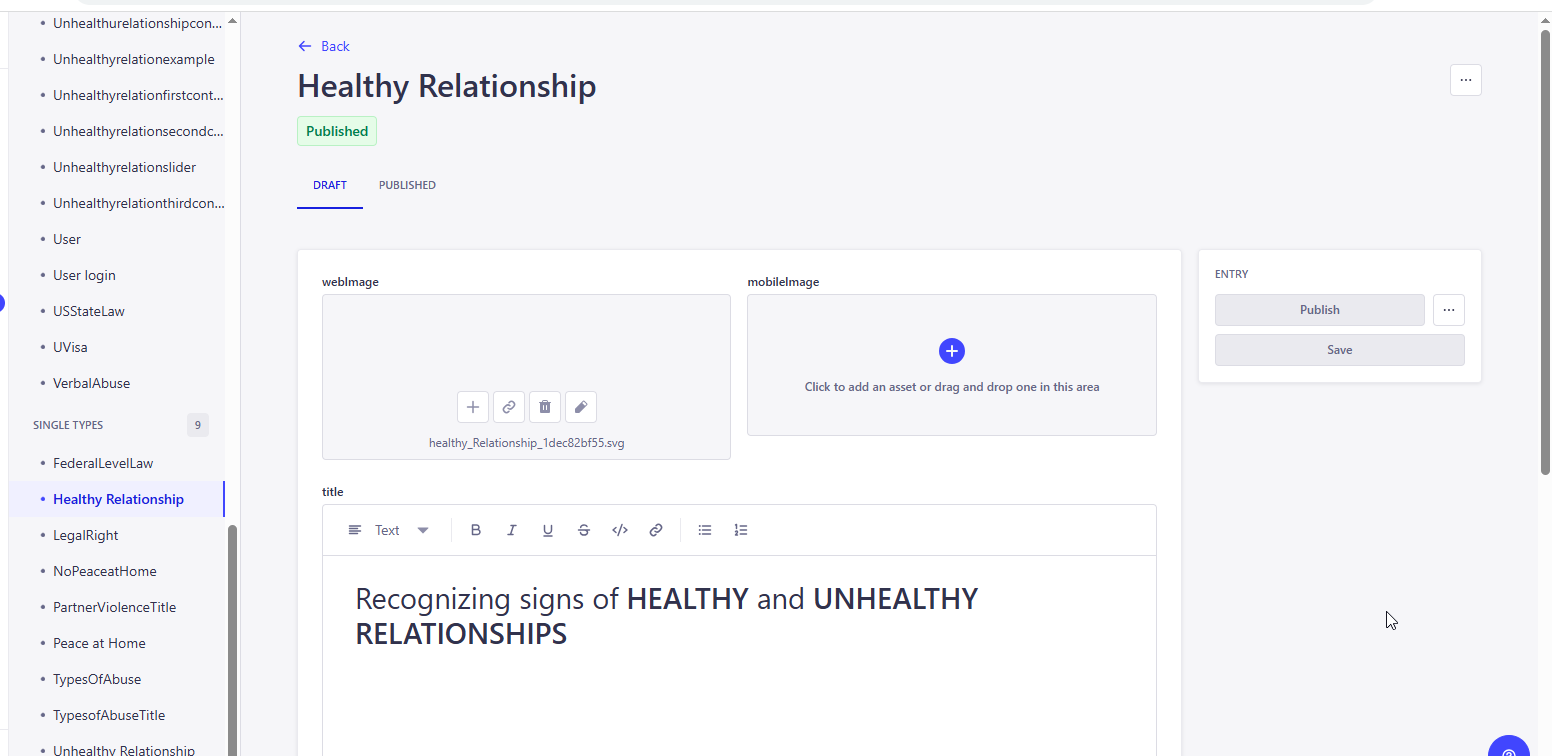 Unhealthurelationshipcon...
Unhealthyrelationexample
Unhealthyrelationfirstcont...
Unhealthyrelationsecondc...
Unhealthyrelationslider
Unhealthyrelationthirdcon...
User
User login
USStateLaw
UVisa
VerbalAbuse
SINGLE TYPES 9
FederalLevelLaw
Healthy Relationship
LegalRight
NoPeaceatHome
PartnerViolenceTitle
Peace at Home
TypesOfAbuse
TypesofAbuseTitle
Unhealthy Relationship
Back
Healthy Relationship
Published
DRAFT PUBLISHED
webImage
healthy_Relationship_1dec82bf55.svg
mobileImage
Click to add an asset or drag and drop one in this area
title
Text
Recognizing signs of HEALTHY and UNHEALTHY
RELATIONSHIPS
ENTRY
Publish
Save